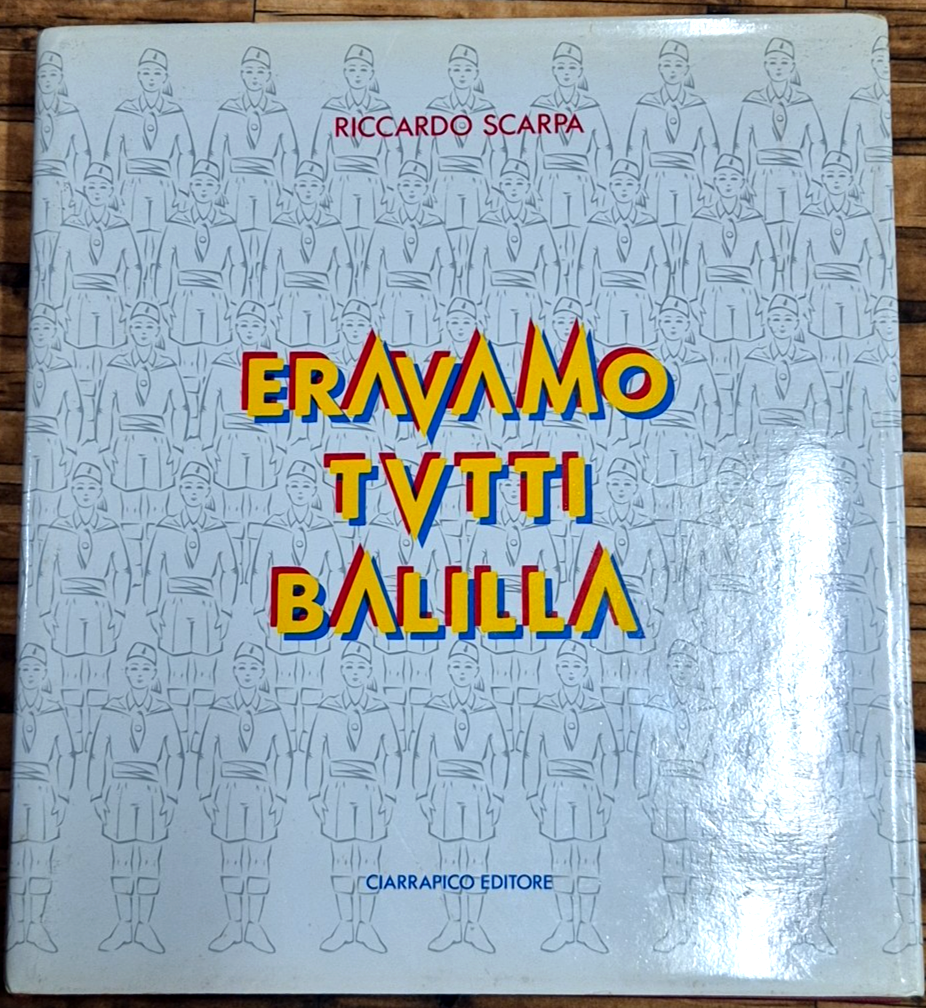 RICCARDO SCARPA
ERAVAMO
TVTTI
BALILLA
CIARRAPICO EDITORE